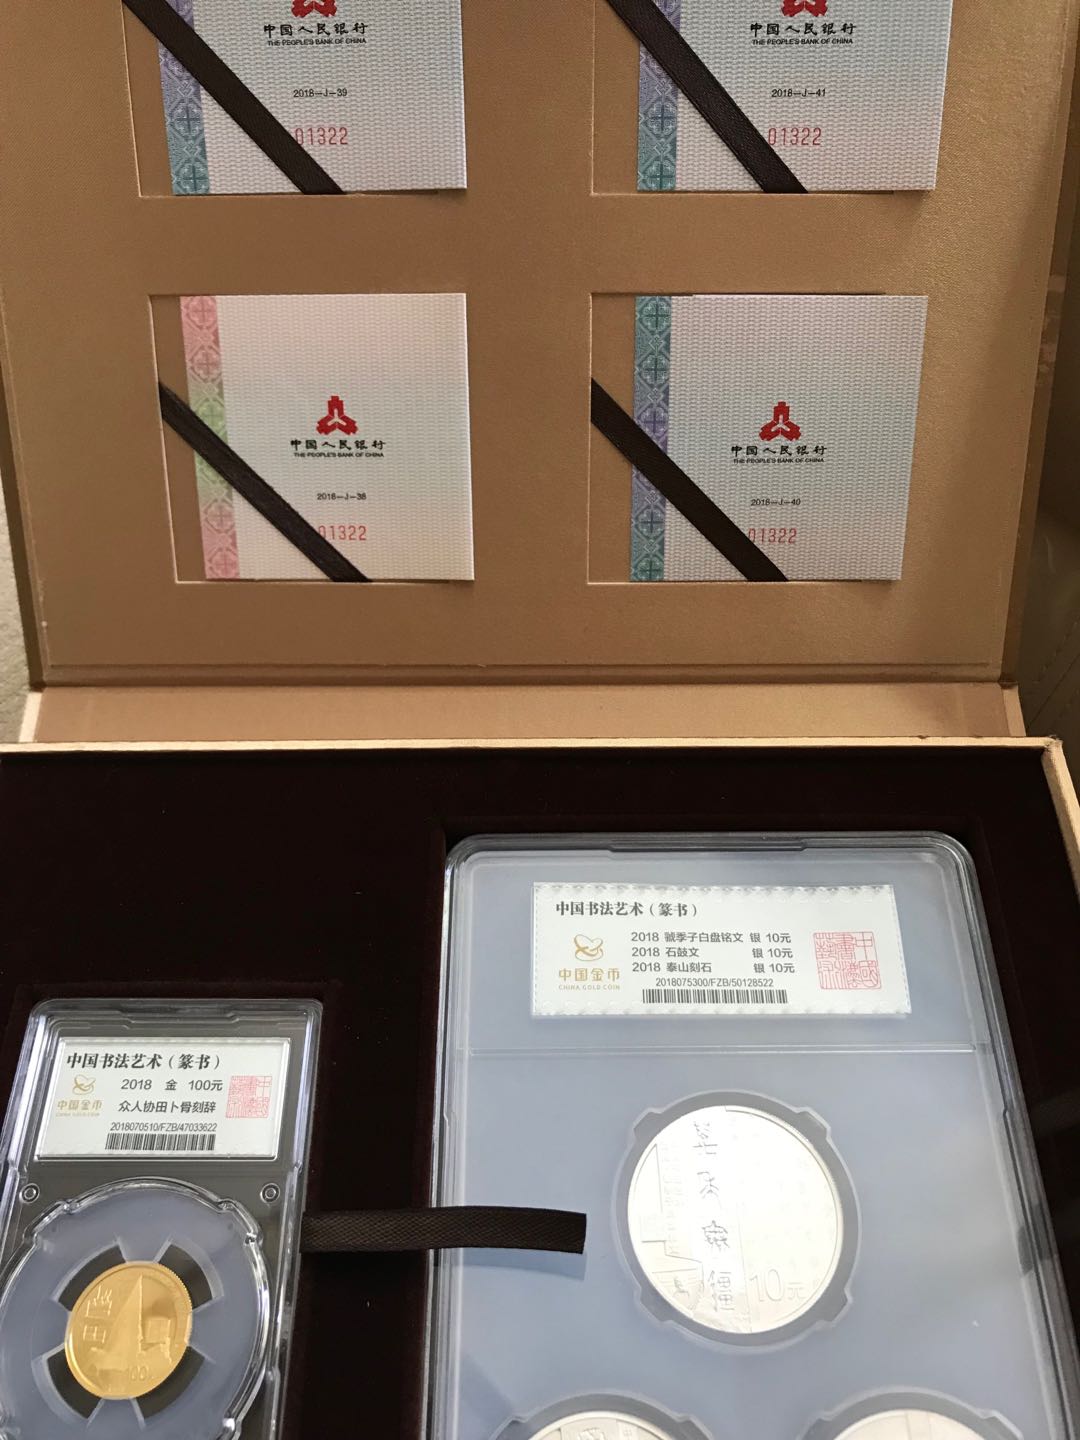 中国人民银行
THE PEOPLE'S BANK OF CHINA
2018-J-39
01322
中国人民银行
THE PEOPLE'S BANK OF CHINA
2018-J-41
01322
中国人民银行
THE PEOPLE'S BANK OF CHINA
2018-J-38
01322
中国人民银行
THE PEOPLE'S BANK OF CHINA
2018-J-40
01322
中国书法艺术（篆书）
2018 虢季子白盘铭文 银 10元
2018 石鼓文 银 10元
2018 泰山刻石 银 10元
中国金币
CHINA GOLD COIN
2018075300/FZB/50128522
中国书法艺术（篆书）
2018 金 100元
中国金币
CHINA GOLD COIN
众人协田卜骨刻辞
2018070510/FZB/47033622
10元
田
100